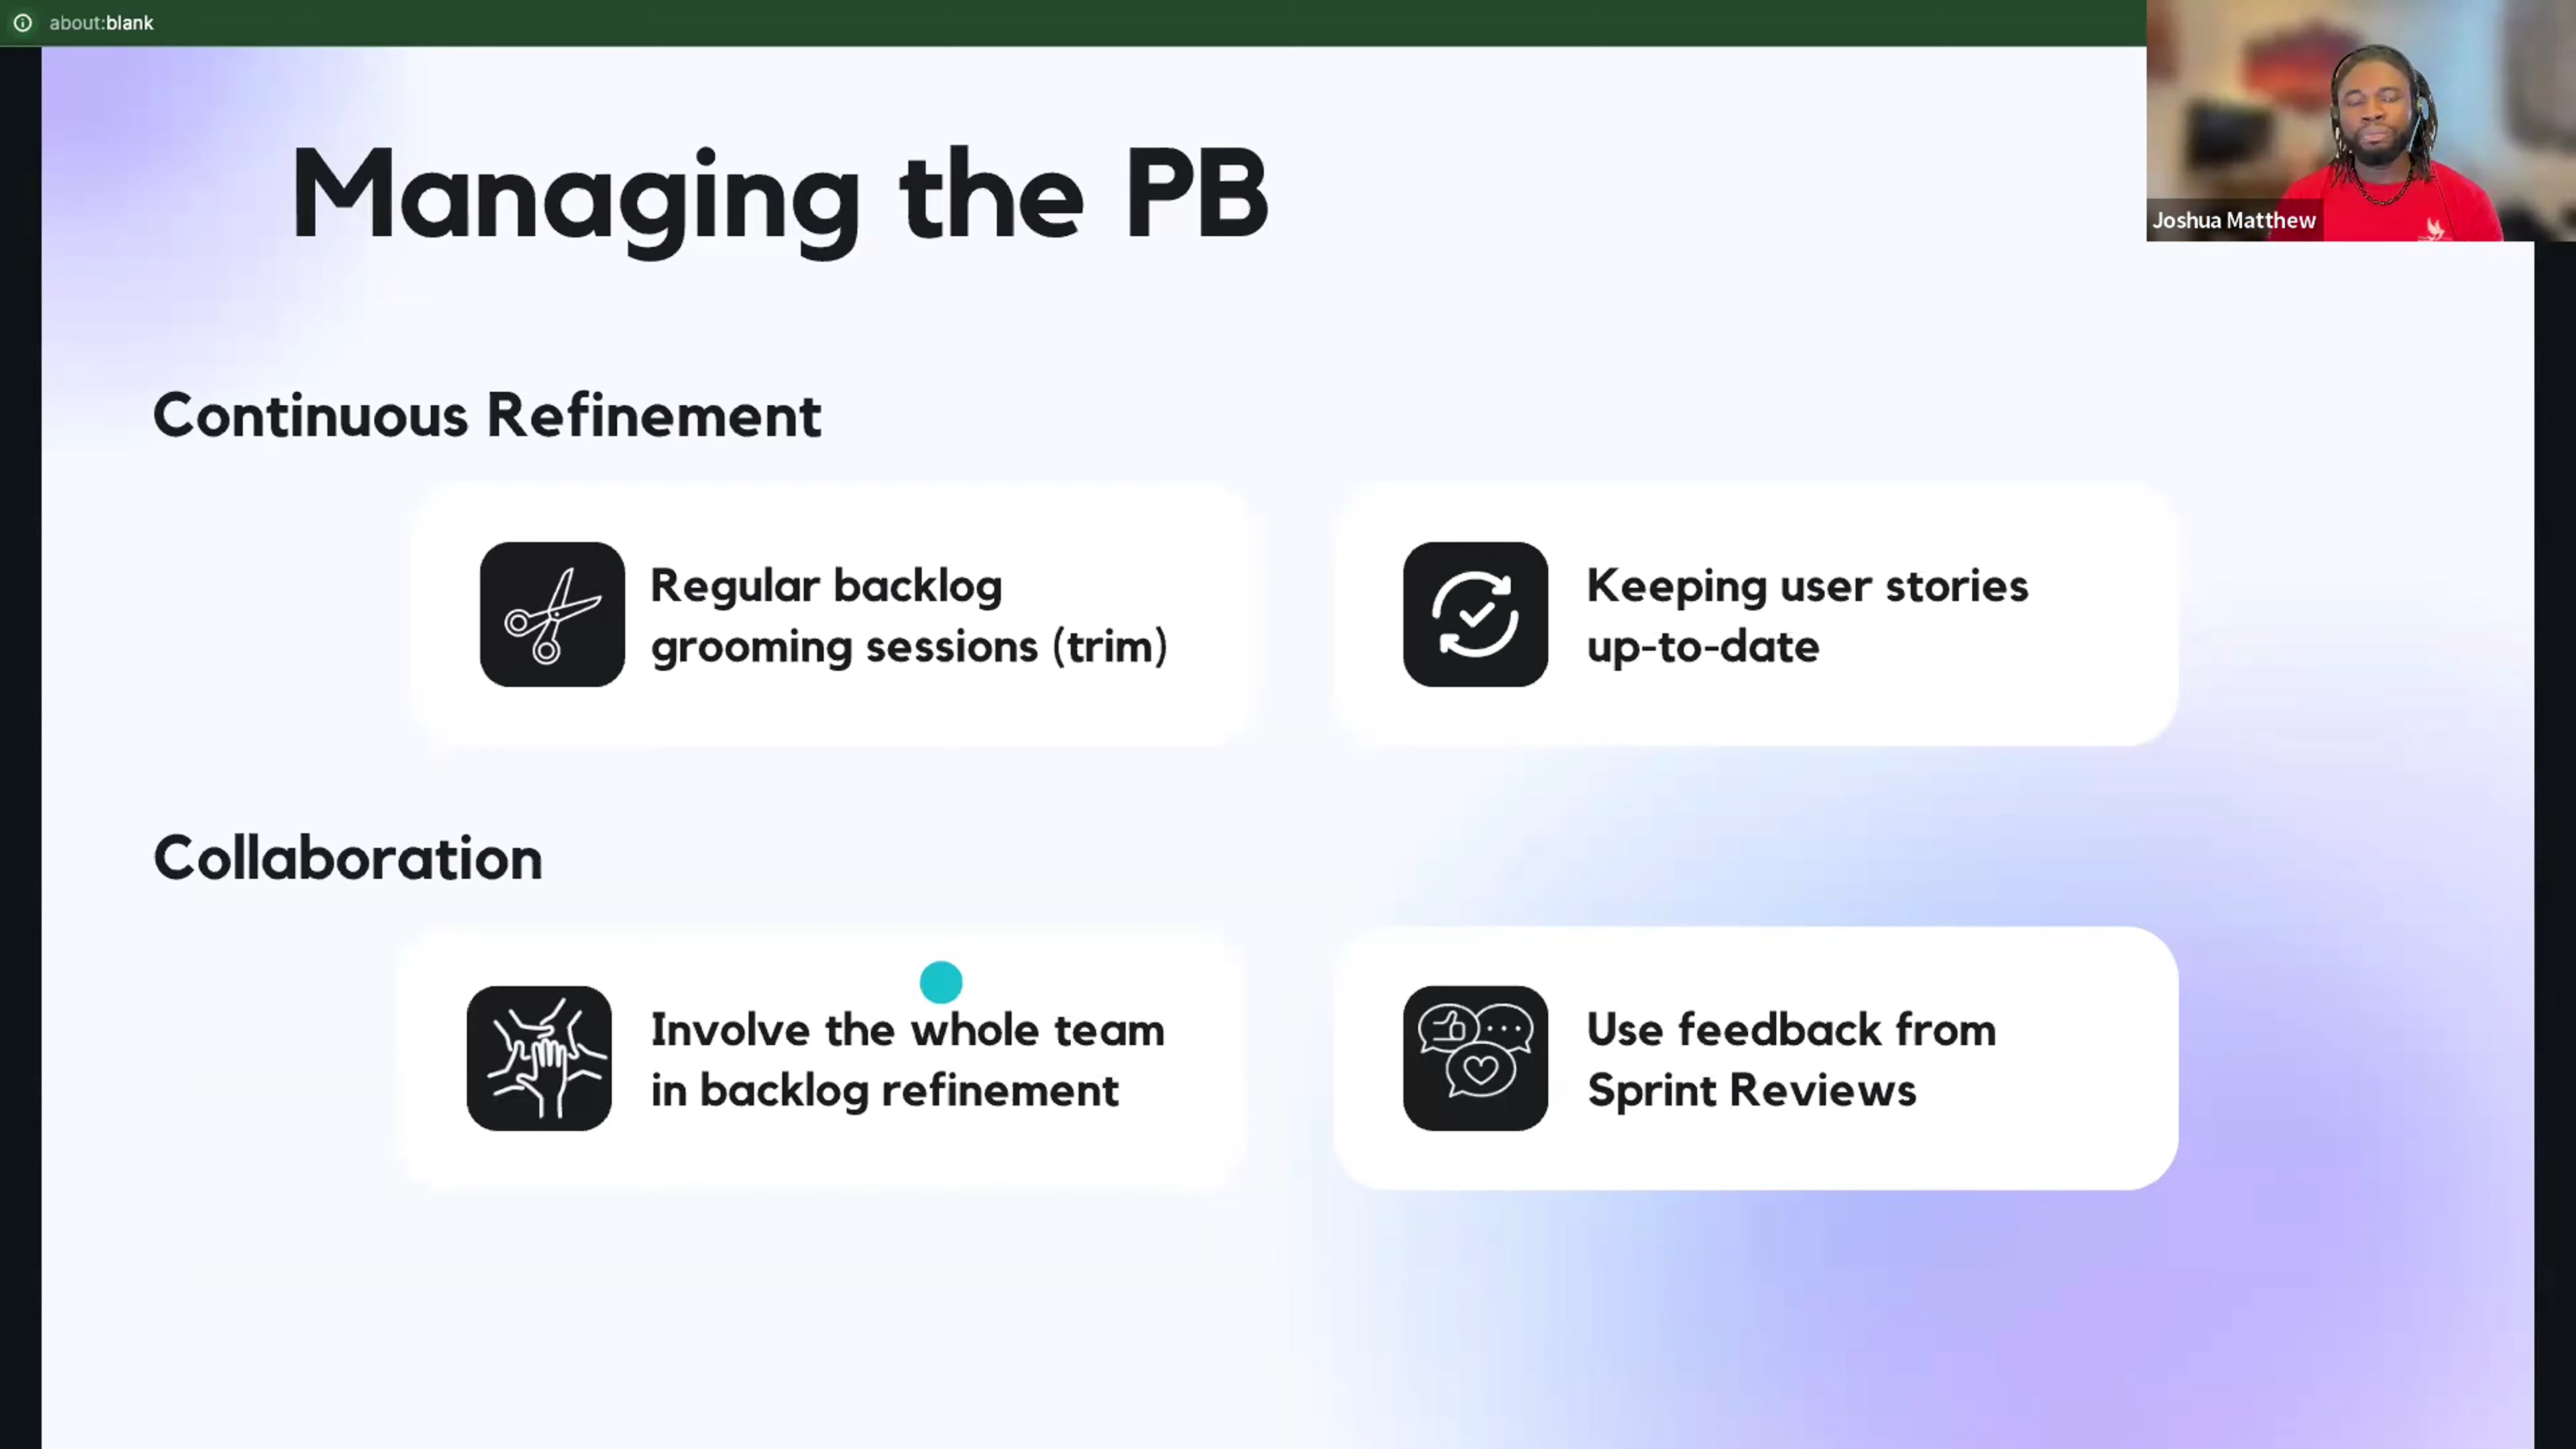 about:blank
Joshua Matthew
Managing the PB
Continuous Refinement
Regular backlog
grooming sessions (trim)
Keeping user stories
up-to-date
Collaboration
Involve the whole team
in backlog refinement
Use feedback from
Sprint Reviews